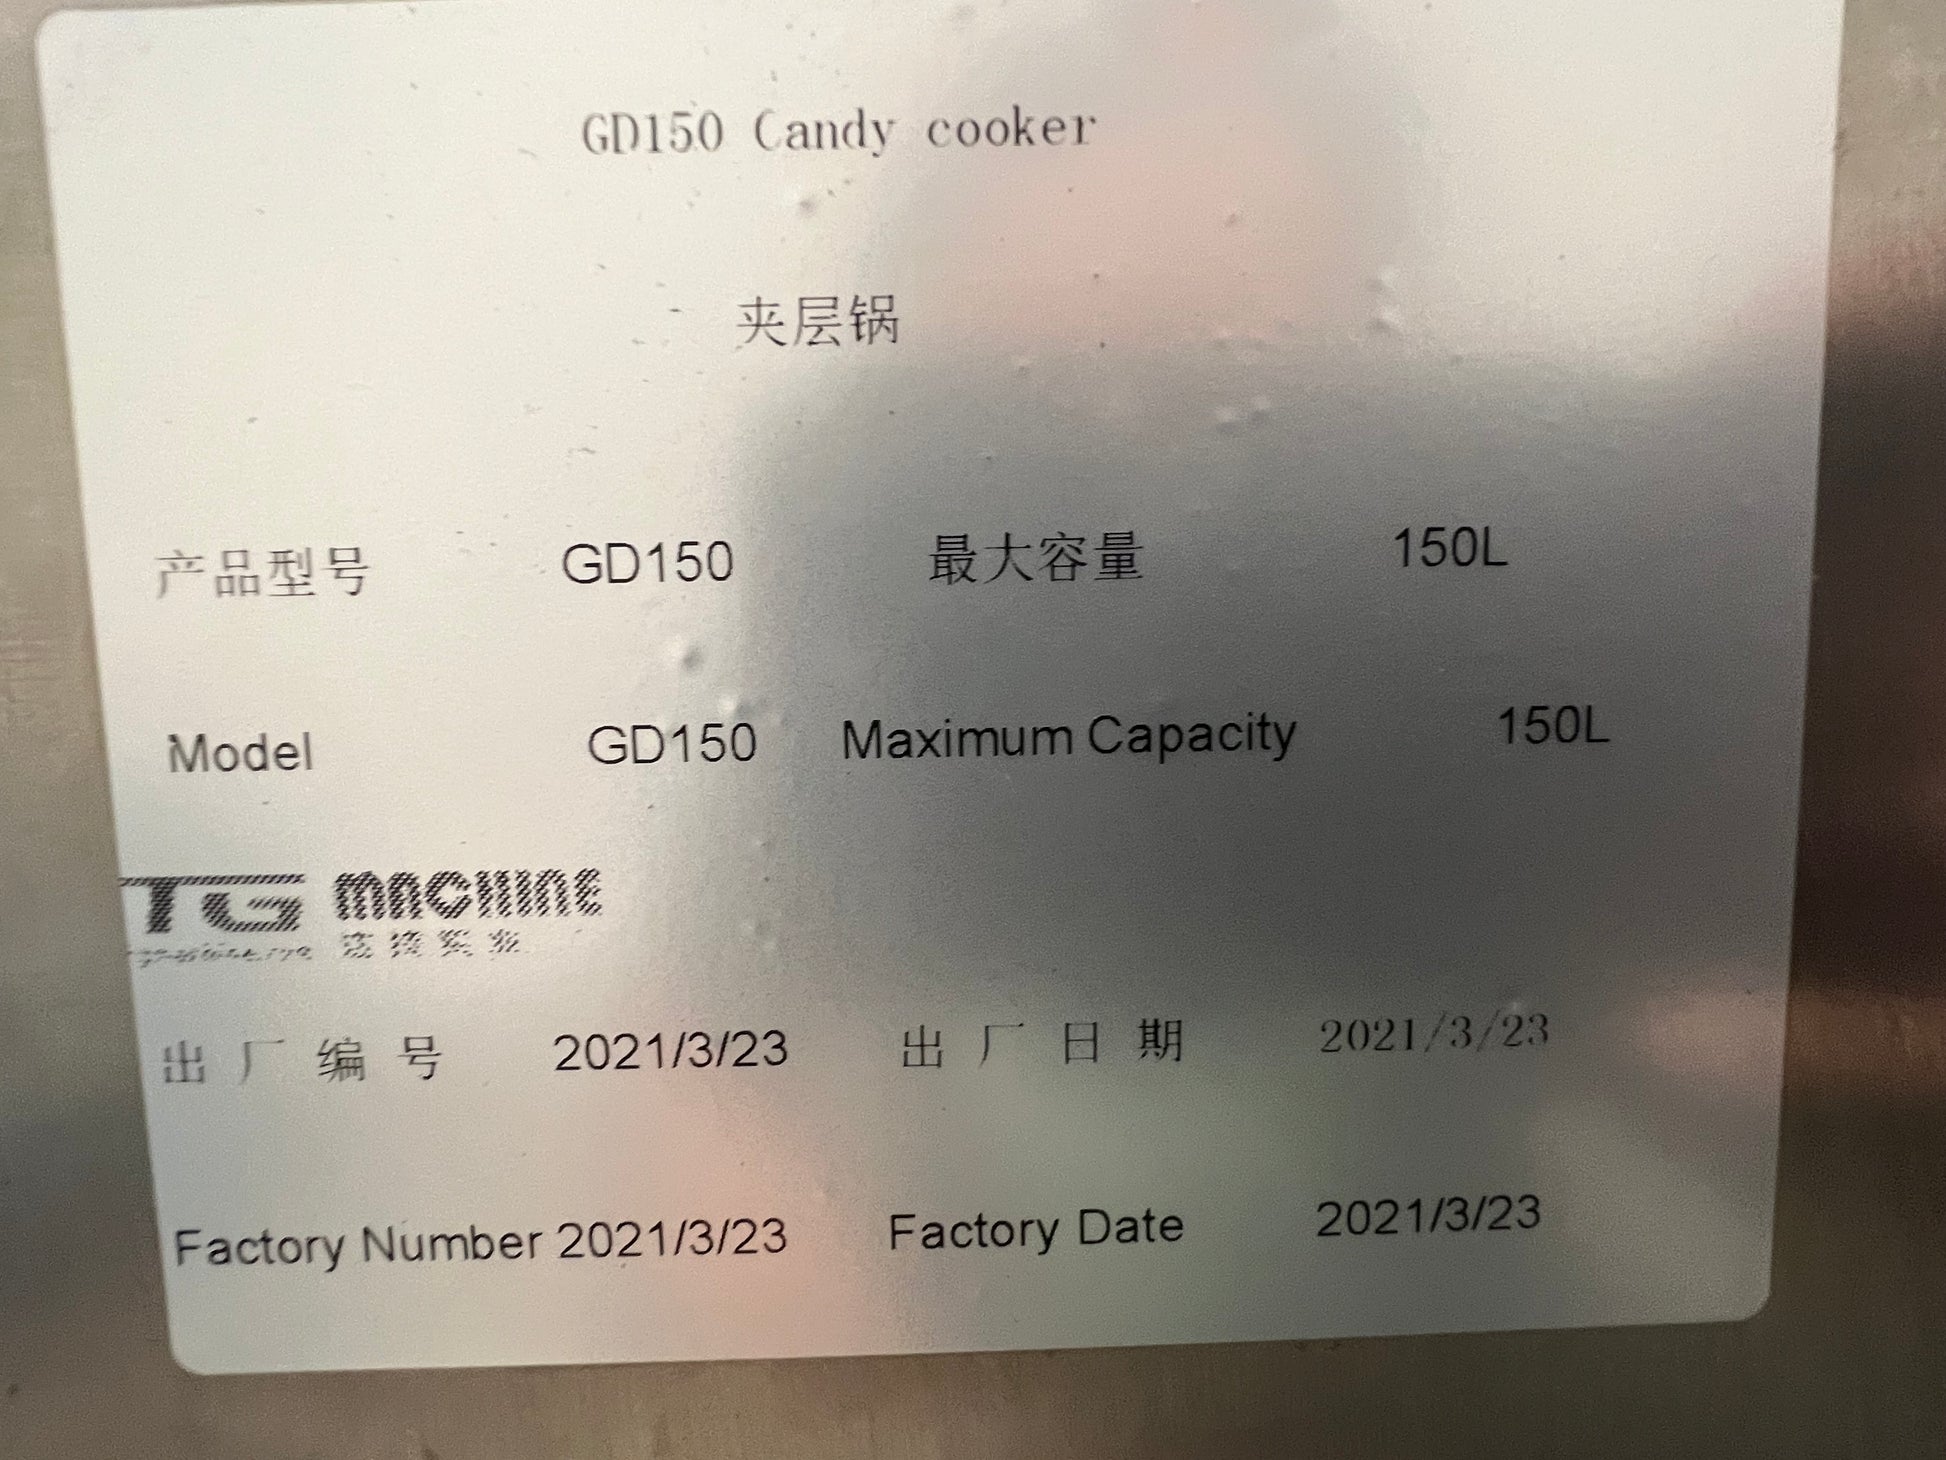 GD150 Candy cooker
夹层锅
产品型号 GD150 最大容量 150L
Model GD150 Maximum Capacity 150L
TG MACHINE
出厂编号 2021/3/23 出厂日期 2021/3/23
Factory Number 2021/3/23 Factory Date 2021/3/23